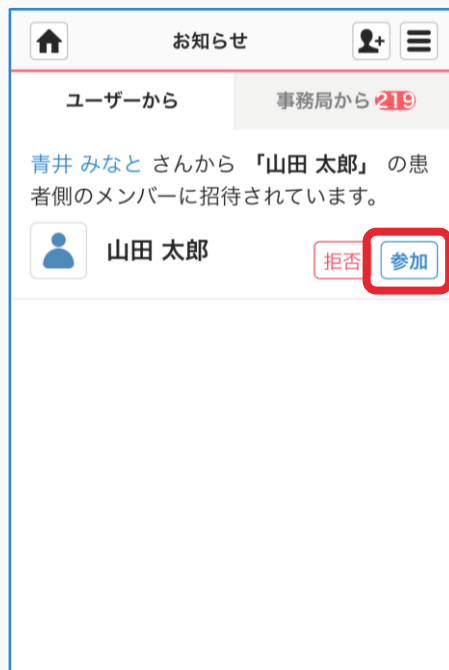 お知らせ
ユーザーから
事務局から 219
青井 みなと さんから 「山田 太郎」 の患
者側のメンバーに招待されています。
山田 太郎
拒否
参加